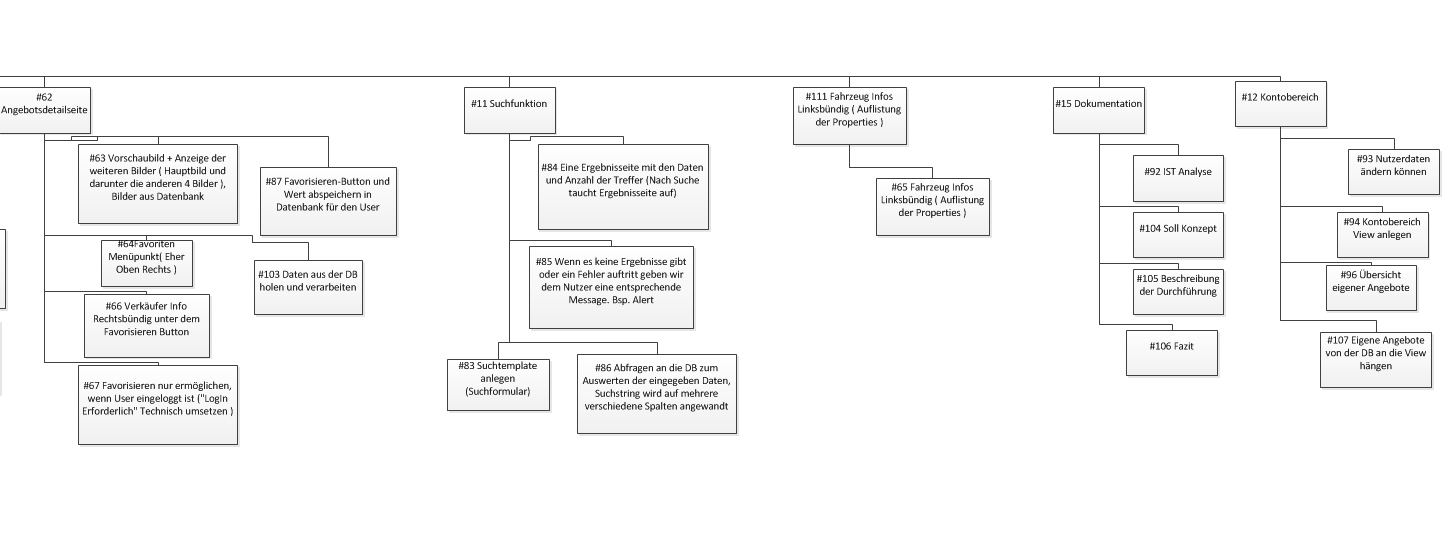 #62
Angebotsdetailseite
#63 Vorschaubild + Anzeige der
weiteren Bilder ( Hauptbild und
darunter die anderen 4 Bilder ),
Bilder aus Datenbank
#87 Favorisieren-Button und
Wert abspeichern in
Datenbank für den User
#64Favoriten
Menüpunkt( Eher
Oben Rechts )
#103 Daten aus der DB
holen und verarbeiten
#66 Verkäufer Info
Rechtsbündig unter dem
Favorisieren Button
#67 Favorisieren nur ermöglichen,
wenn User eingeloggt ist ("LogIn
Erforderlich" Technisch umsetzen )
#11 Suchfunktion
#84 Eine Ergebnisseite mit den Daten
und Anzahl der Treffer (Nach Suche
taucht Ergebnisseite auf)
#85 Wenn es keine Ergebnisse gibt
oder ein Fehler auftritt geben wir
dem Nutzer eine entsprechende
Message. Bsp. Alert
#83 Suchtemplate
anlegen
(Suchformular)
#86 Abfragen an die DB zum
Auswerten der eingegeben Daten,
Suchstring wird auf mehrere
verschiedene Spalten angewandt
#111 Fahrzeug Infos
Linksbündig ( Auflistung
der Properties )
#65 Fahrzeug Infos
Linksbündig ( Auflistung
der Properties )
#15 Dokumentation
#92 IST Analyse
#104 Soll Konzept
#105 Beschreibung
der Durchführung
#106 Fazit
#12 Kontobereich
#93 Nutzerdaten
ändern können
#94 Kontobereich
View anlegen
#96 Übersicht
eigener Angebote
#107 Eigene Angebote
von der DB an die View
hängen